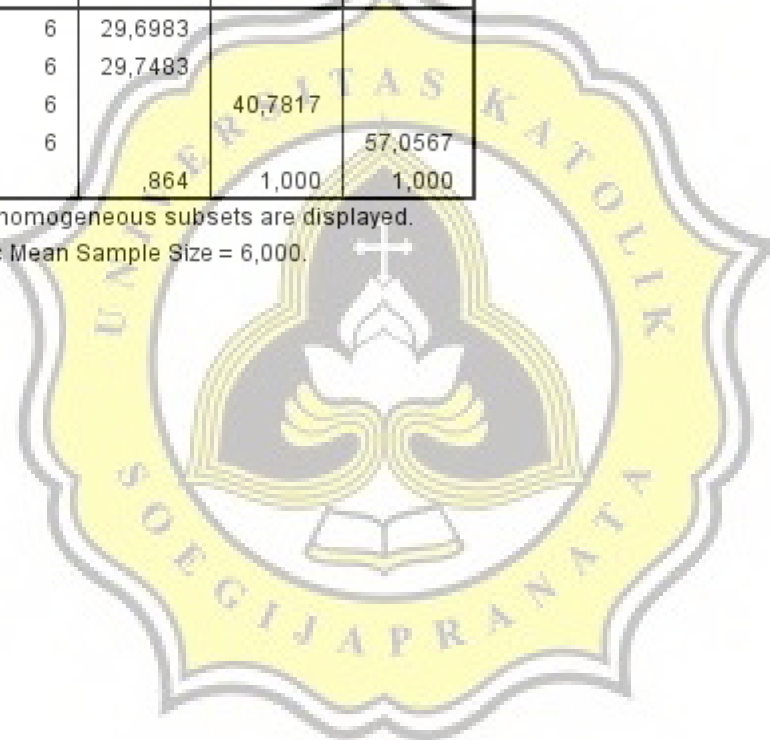 6 29,6983
6 29,7483
6 40,7817
6 57,0567
,864 1,000 1,000
homogeneous subsets are displayed.
Mean Sample Size = 6,000.
UNIVERSITAS KATOLIK
SOEGIJAPRANATA